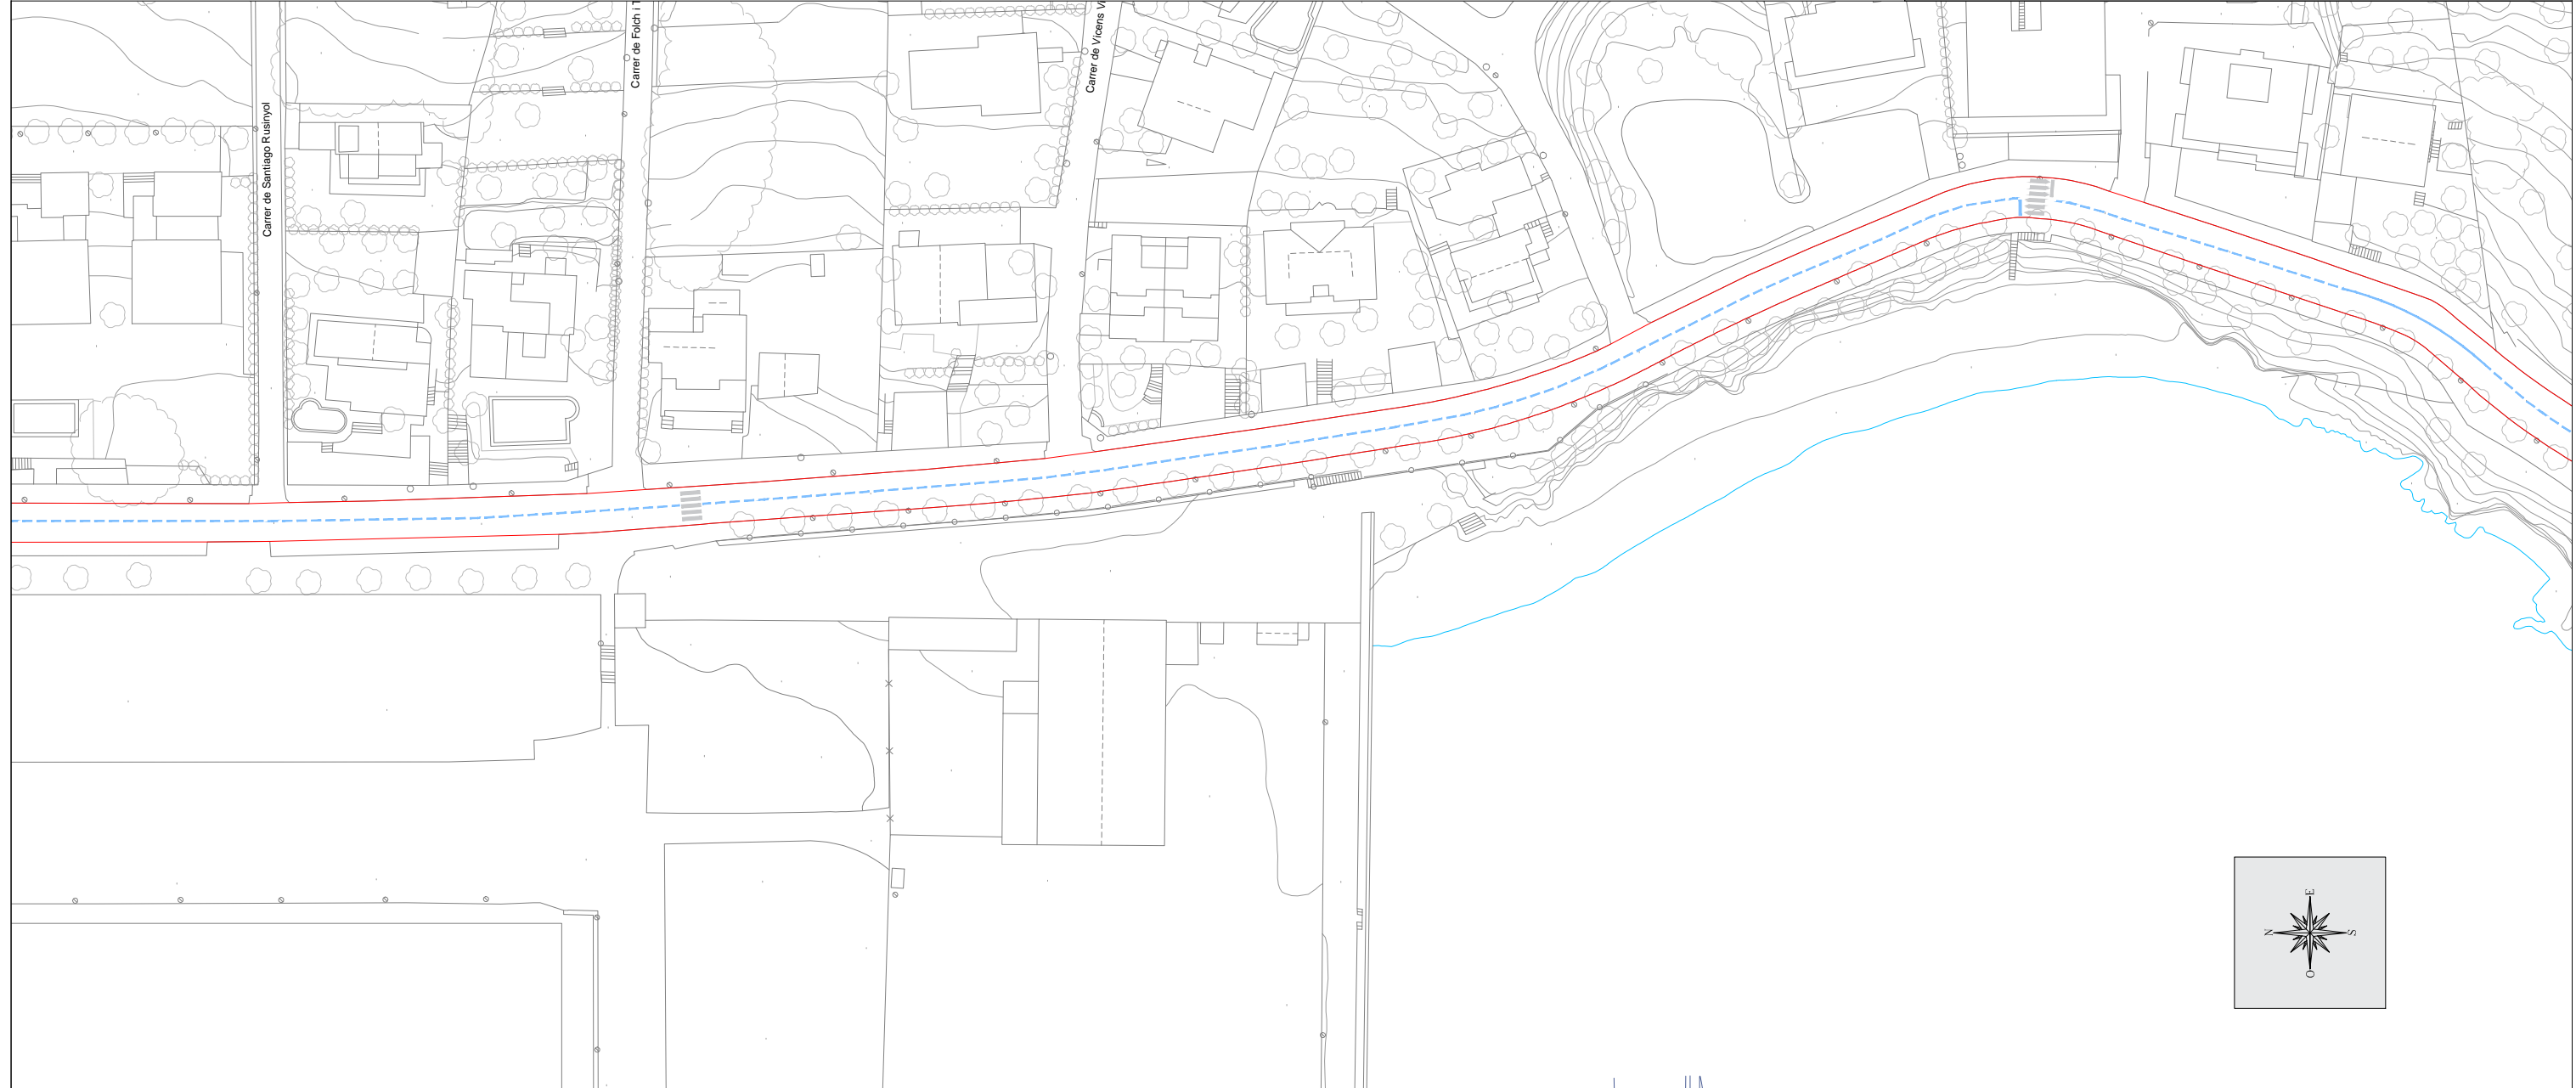 Carrer de Santiago Rusinyol
Carrer de Folch i T
Carrer de Vicens V
E
N
S
O